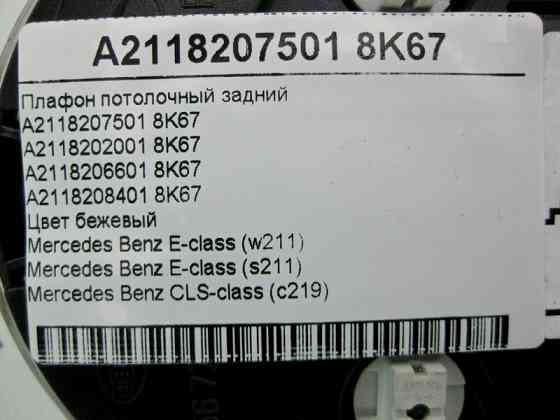 A2118207501 8K67
Плафон потолочный задний
A2118207501 8K67
A2118202001 8K67
A2118206601 8K67
A2118208401 8K67
Цвет бежевый
Mercedes Benz E-class (w211)
Mercedes Benz E-class (s211)
Mercedes Benz CLS-class (c219)